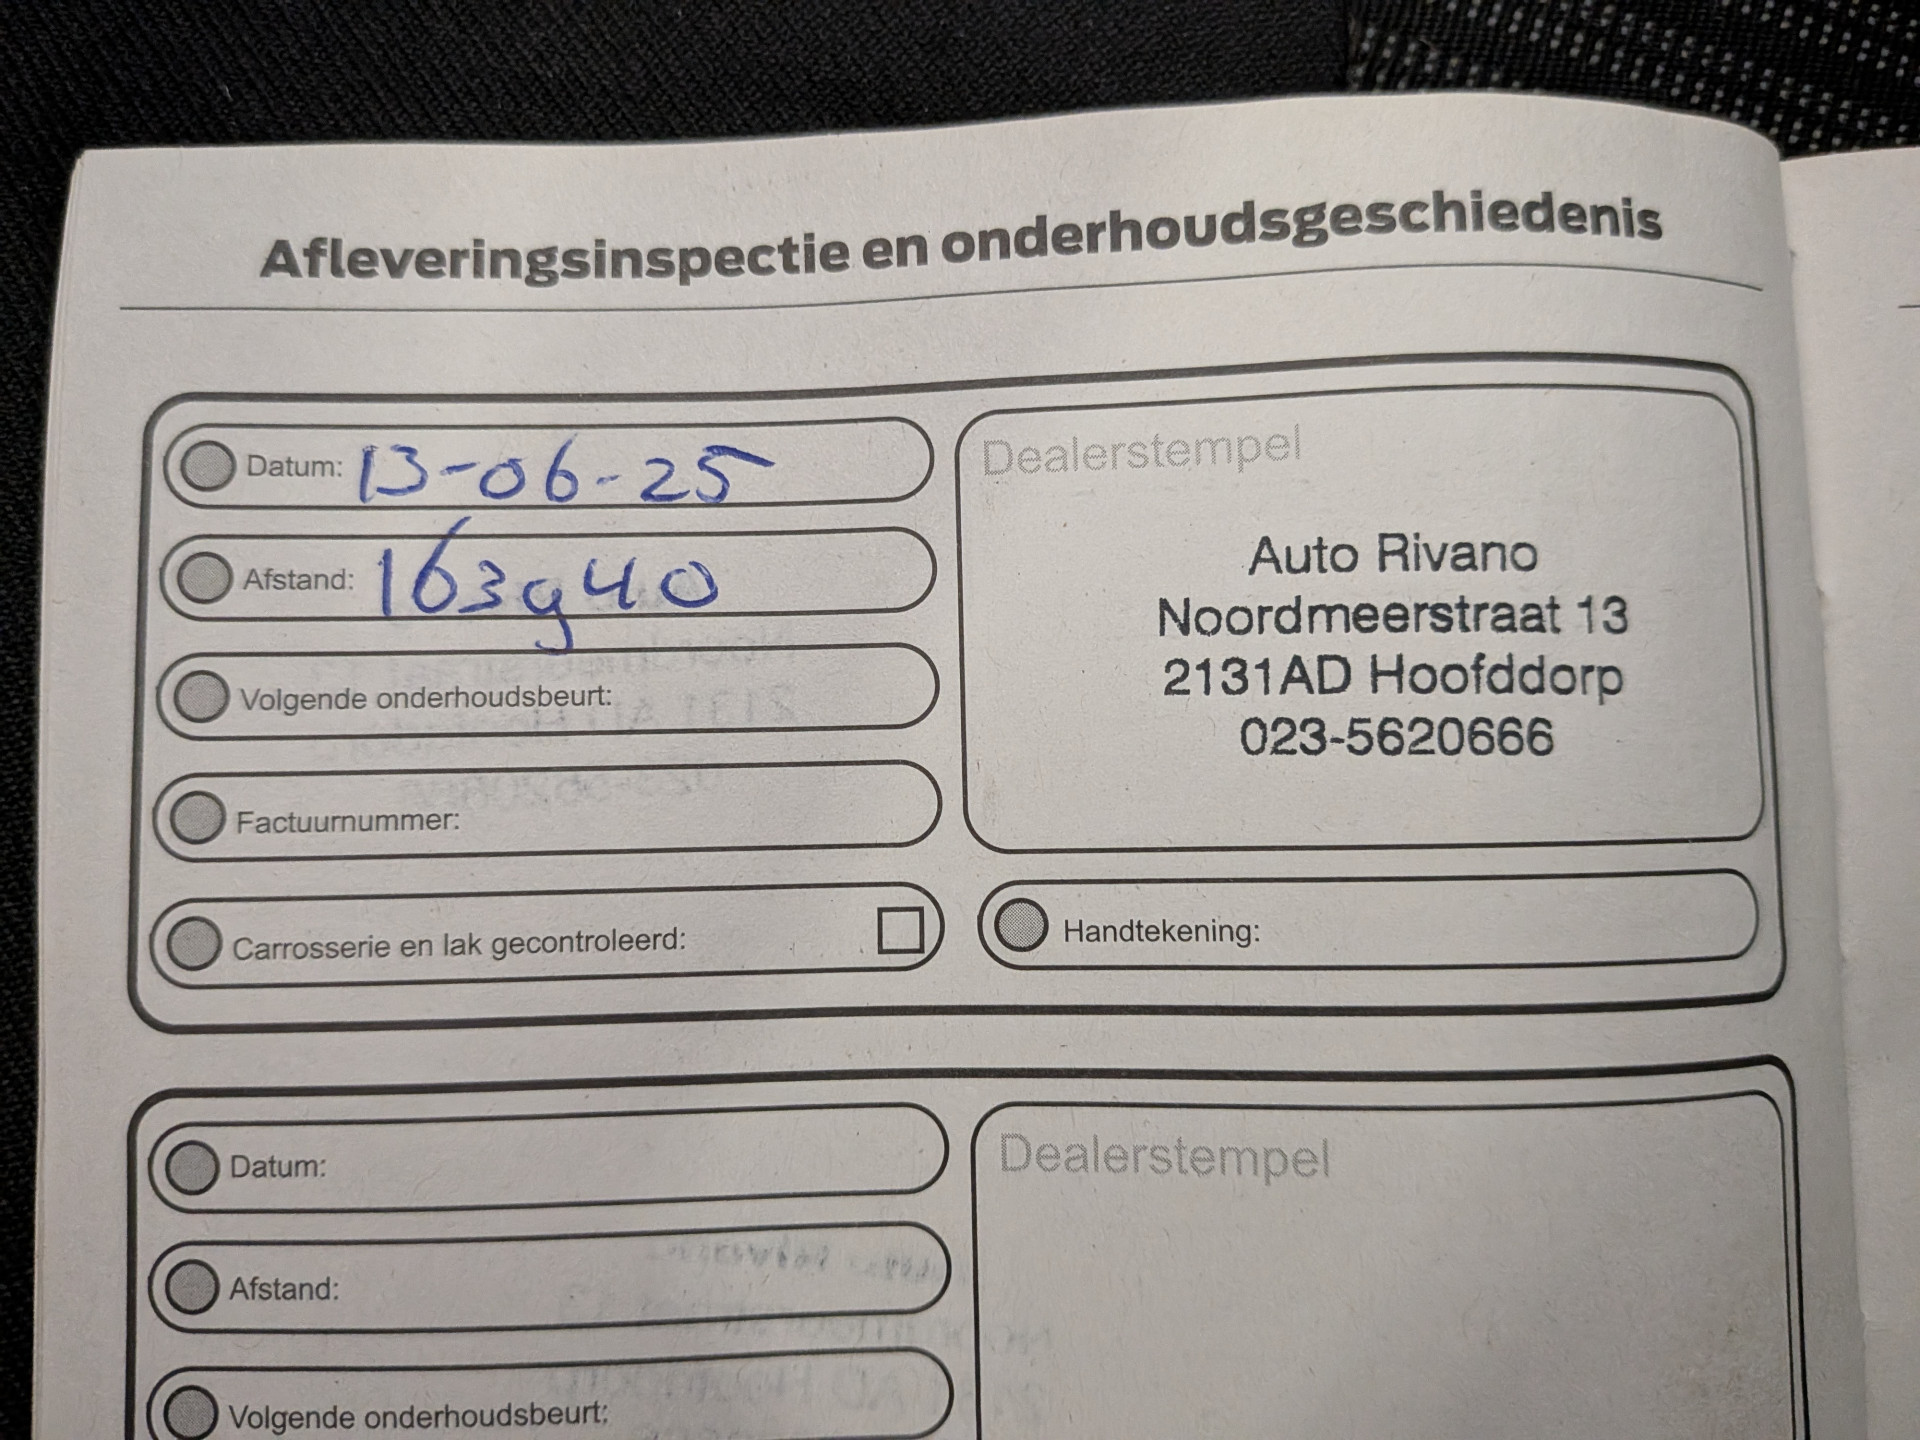 Afleveringsinspectie en onderhoudsgeschiedenis
Datum: 13-06-25
Afstand: 163940
Volgende onderhoudsbeurt:
Factuurnummer:
Carrosserie en lak gecontroleerd:
Dealerstempel
Auto Rivano
Noordmeerstraat 13
2131AD Hoofddorp
023-5620666
Handtekening:
Datum:
Afstand:
Volgende onderhoudsbeurt:
Dealerstempel